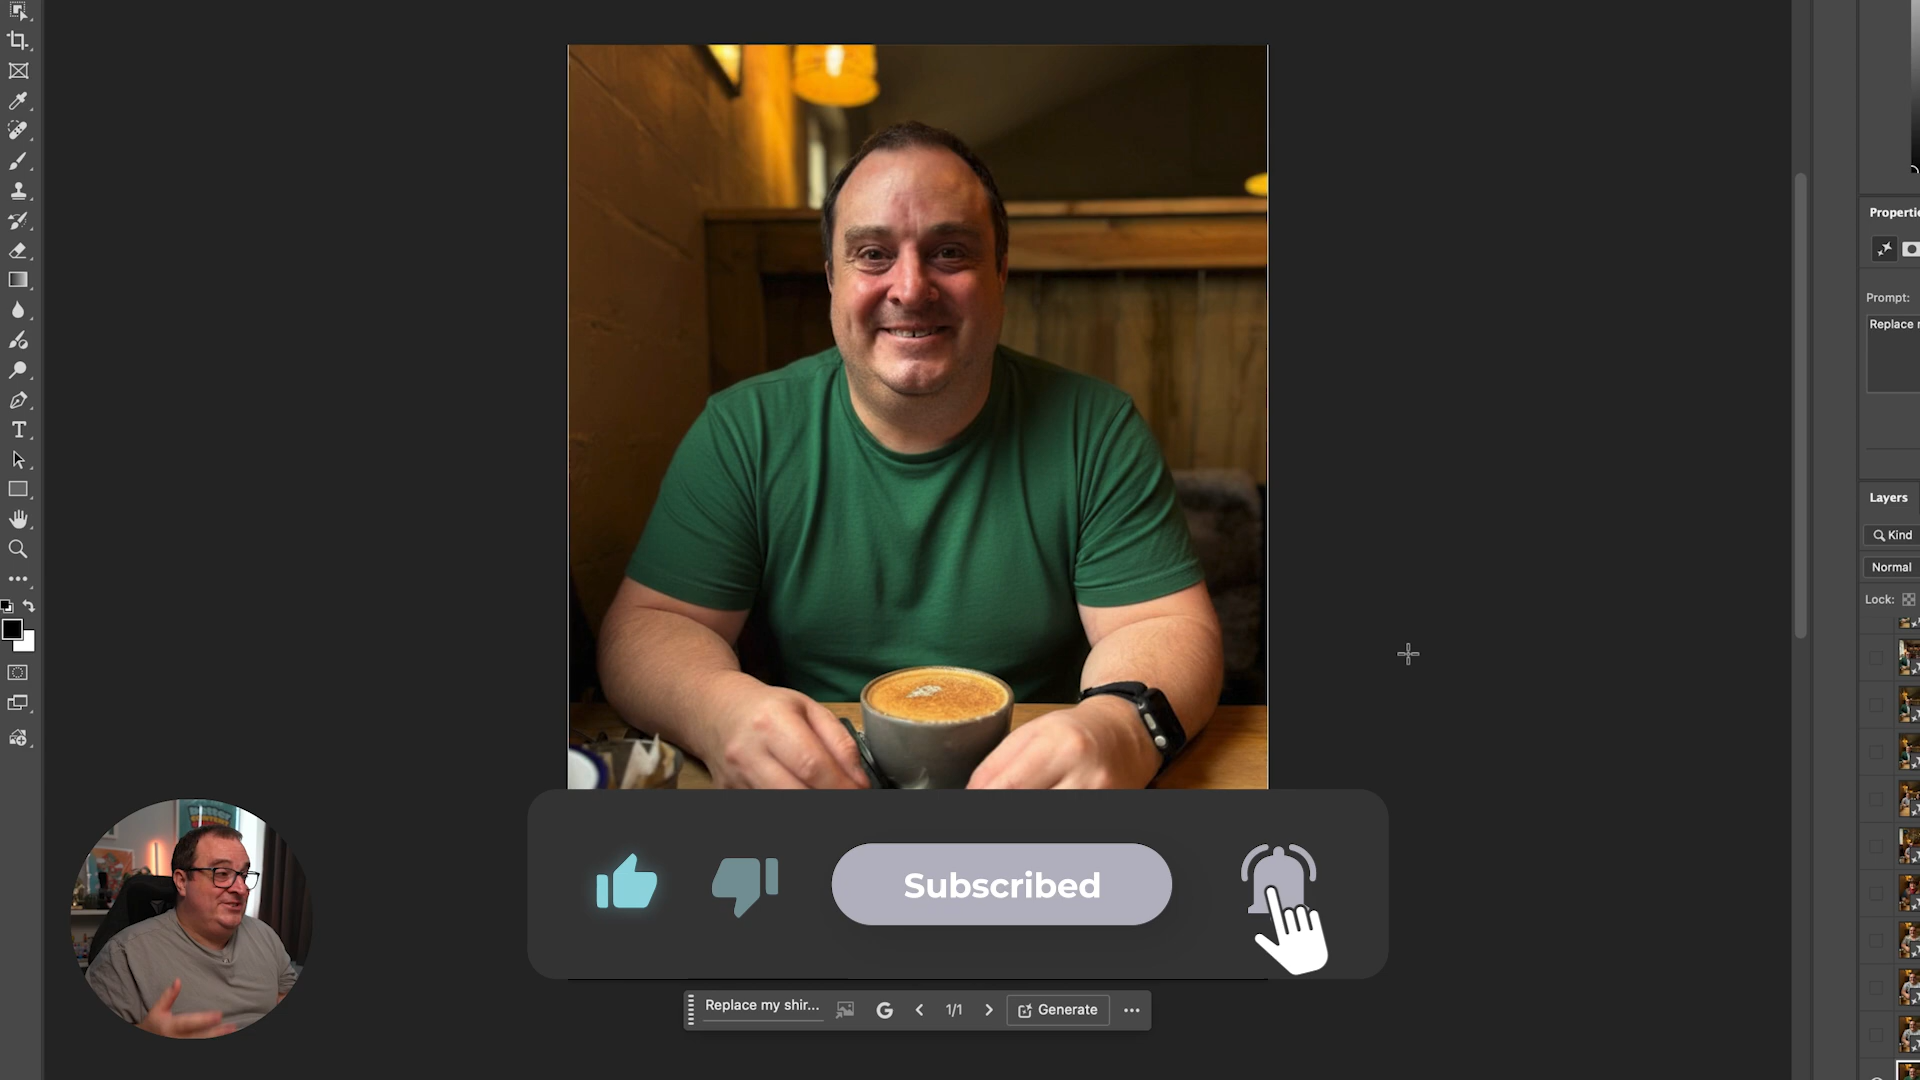 Properti
Prompt:
Replace
Layers
Kind
Normal
Lock:
Subscribed
Replace my shir...
G
1/1
Generate